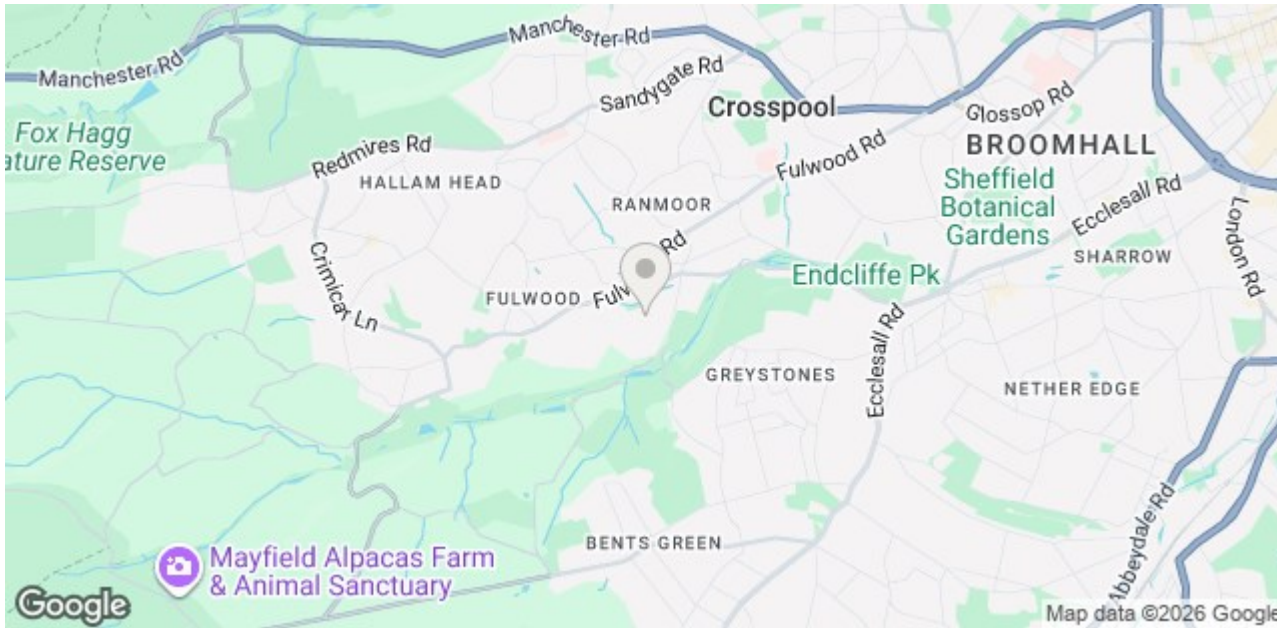 Manchester Rd
Manchester Rd
Sandygate Rd
Crosspool
Glossop Rd
Fox Hagg
ature Reserve
Redmires Rd
BROOMHALL
Fulwood Rd
HALLAM HEAD
Sheffield
Botanical
Gardens
RANMOOR
Ecclesall Rd
London Rd
SHARROW
Crimicar Ln
Endcliffe Pk
FULWOOD
Rd
Ecclesall Rd
GREYSTONES
NETHER EDGE
Abbeydale Rd
BENTS GREEN
Mayfield Alpacas Farm
& Animal Sanctuary
Google
Map data ©2026 Google